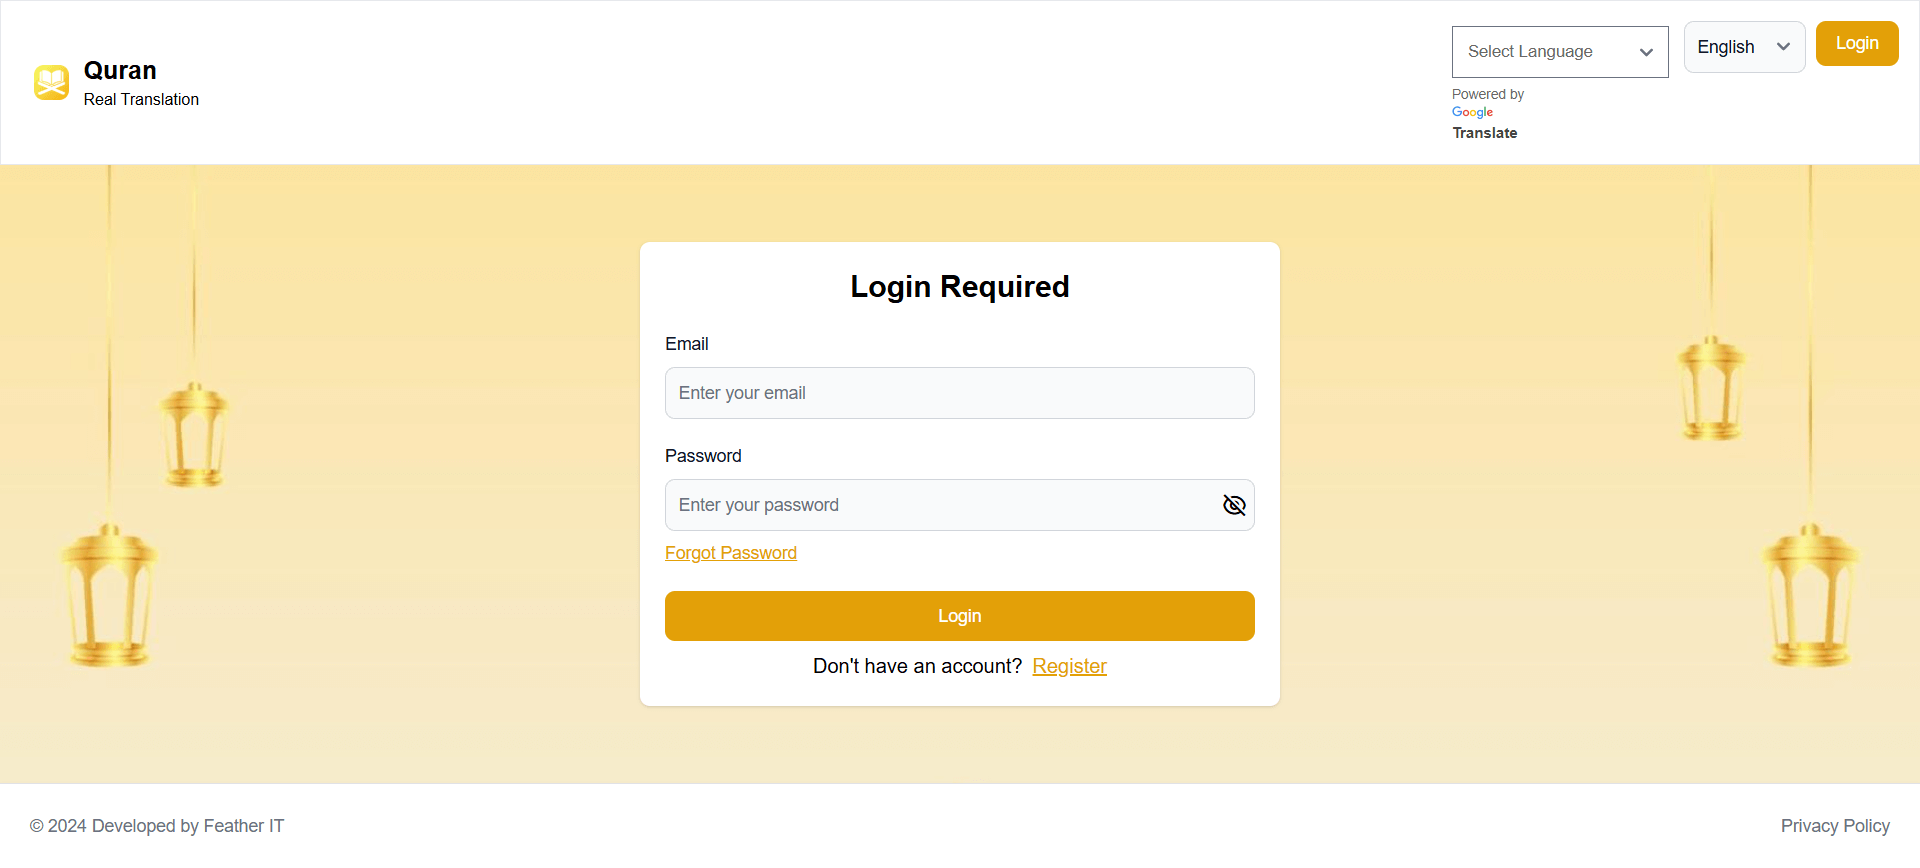 Quran
Real Translation
Select Language
Powered by
Google
Translate
English
Login
Login Required
Email
Enter your email
Password
Enter your password
Forgot Password
Login
Don't have an account? Register
© 2024 Developed by Feather IT
Privacy Policy